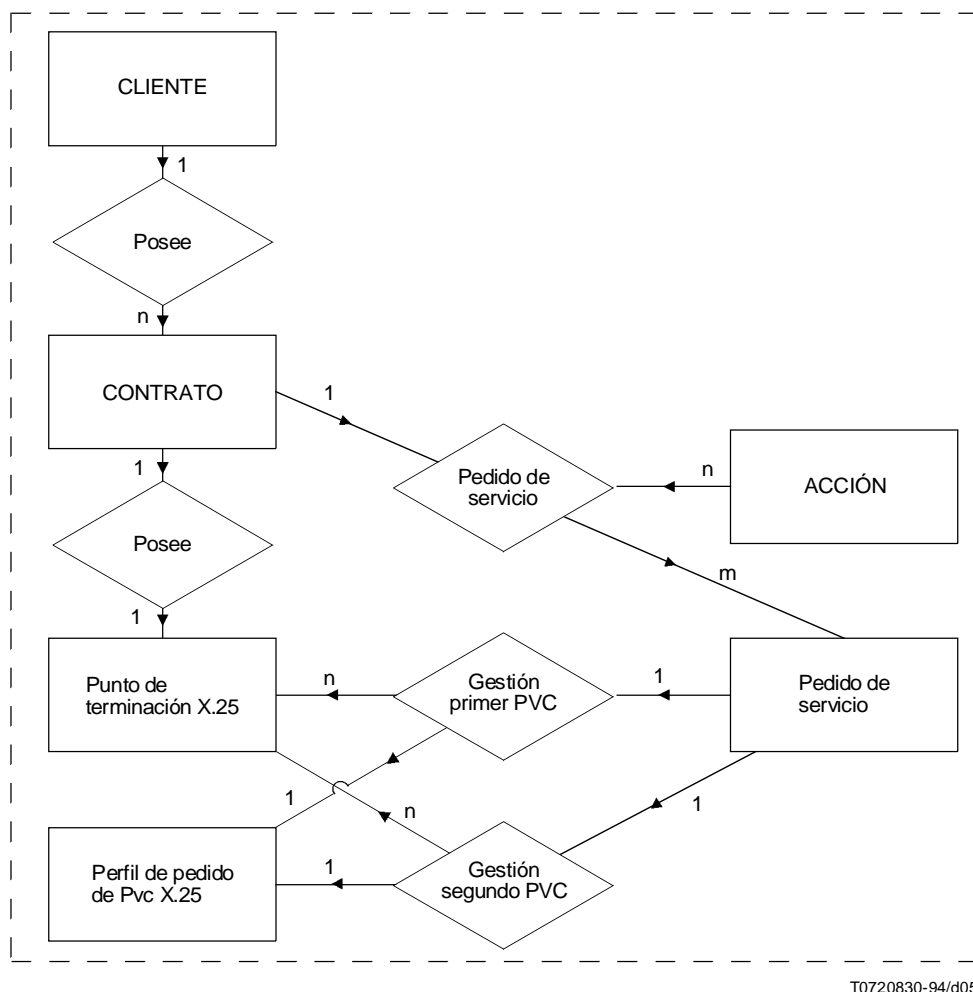 CLIENTE
1
Posee
n
CONTRATO
1
1
Pedido de
servicio
n
ACCIÓN
Posee
m
1
Punto de
terminación X.25
n
Gestión
primer PVC
1
Pedido de
servicio
1
n
1
Perfil de pedido
de Pvc X.25
1
Gestión
segundo PVC
T0720830-94/d05